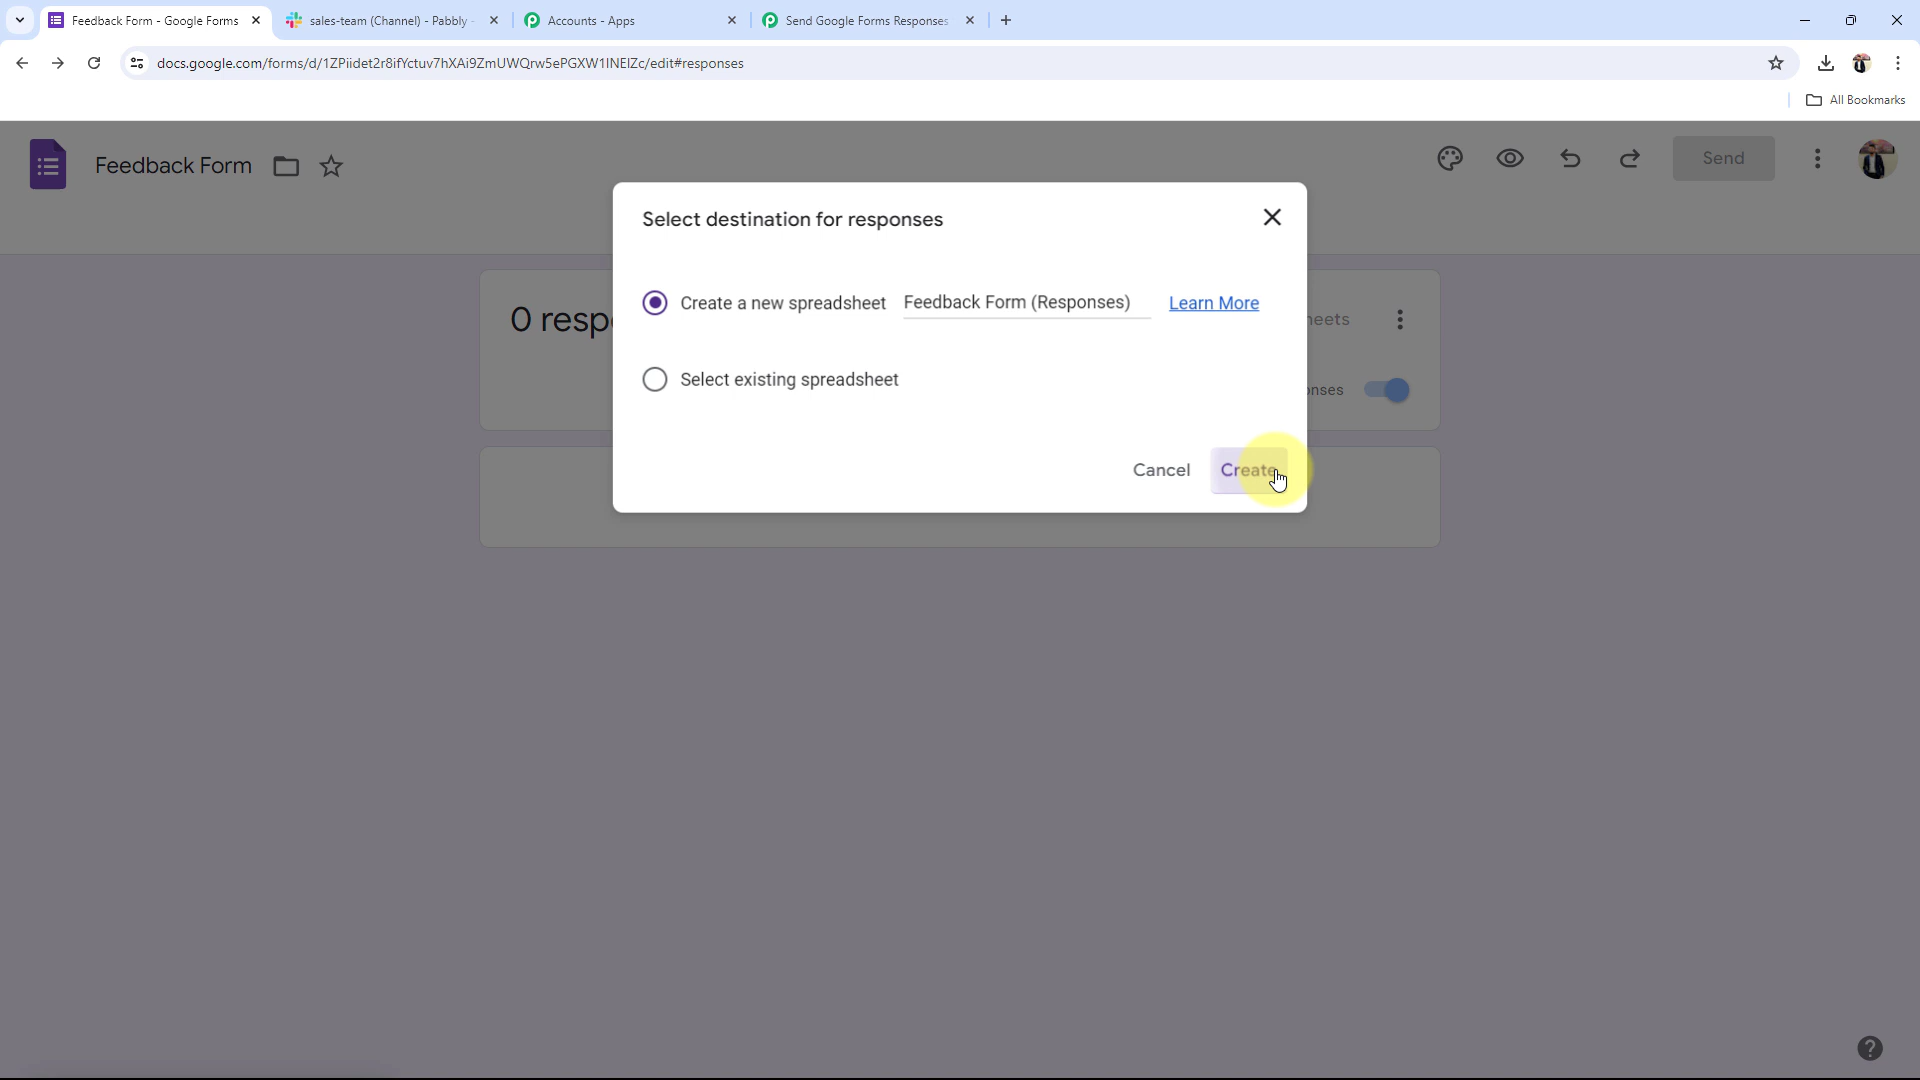 Feedback Form - Google Forms
sales-team (Channel) - Pabbly -
Accounts - Apps
Send Google Forms Responses
docs.google.com/forms/d/1ZPiidet2r8ifYctuv7hXAi9ZmUWQrw5ePGXW1INEIZc/edit#responses
All Bookmarks
Feedback Form
Send
Select destination for responses
0 resp
Create a new spreadsheet Feedback Form (Responses) Learn More
heets
Select existing spreadsheet
onses
Cancel Create